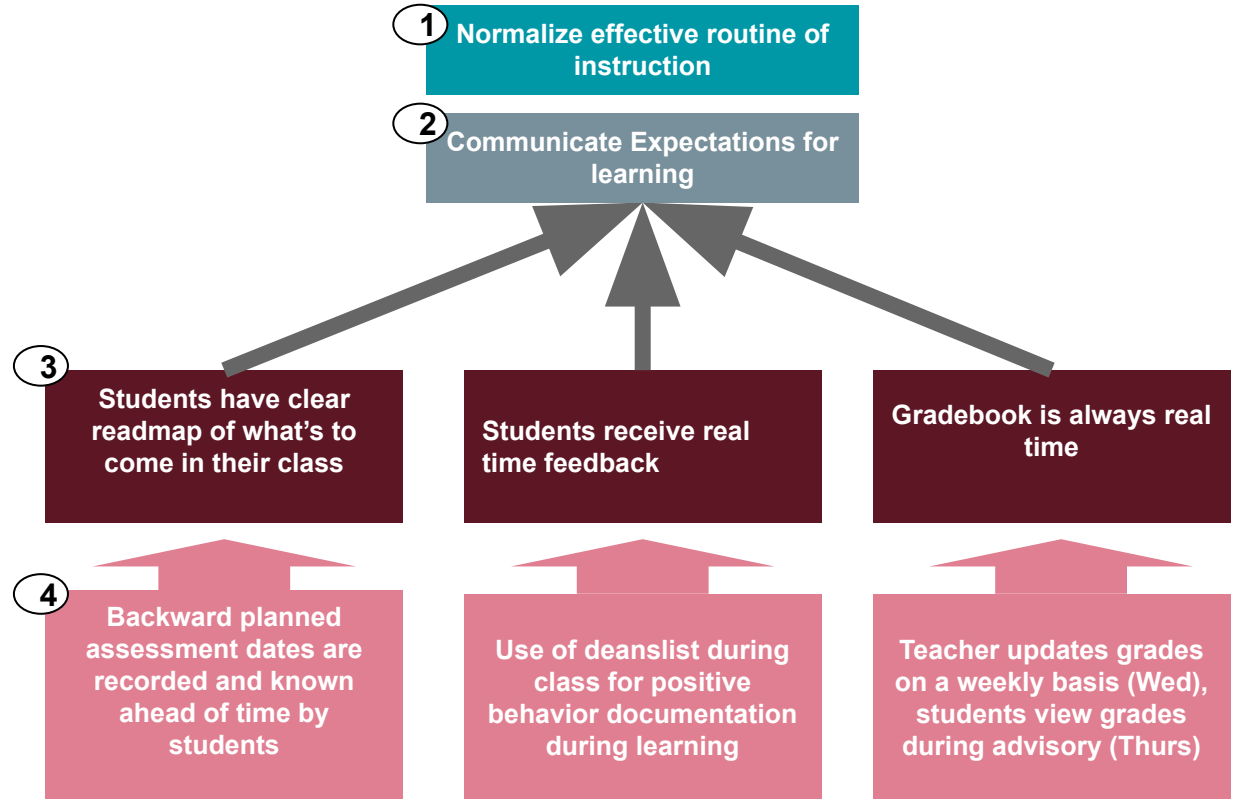 1
Normalize effective routine of
instruction
2
Communicate Expectations for
learning
3
Students have clear
readmap of what's to
come in their class
Students receive real
time feedback
Gradebook is always real
time
4
Backward planned
assessment dates are
recorded and known
ahead of time by
students
Use of deanslist during
class for positive
behavior documentation
during learning
Teacher updates grades
on a weekly basis (Wed),
students view grades
during advisory (Thurs)